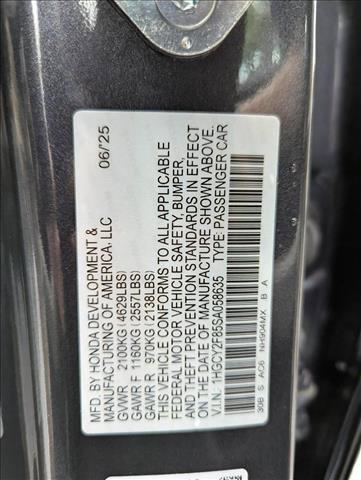 MFD. BY HONDA DEVELOPMENT &
MANUFACTURING OF AMERICA, LLC 06/'25
GVWR 2100KG (4629LBS)
GAWR F 1160KG (2557LBS)
GAWR R 970KG (2138LBS)
THIS VEHICLE CONFORMS TO ALL APPLICABLE
FEDERAL MOTOR VEHICLE SAFETY, BUMPER,
AND THEFT PREVENTION STANDARDS IN EFFECT
ON THE DATE OF MANUFACTURE SHOWN ABOVE.
V.I.N. 1HGCY2F85SA058635 TYPE: PASSENGER CAR
30B S AC6 NH904MX B A